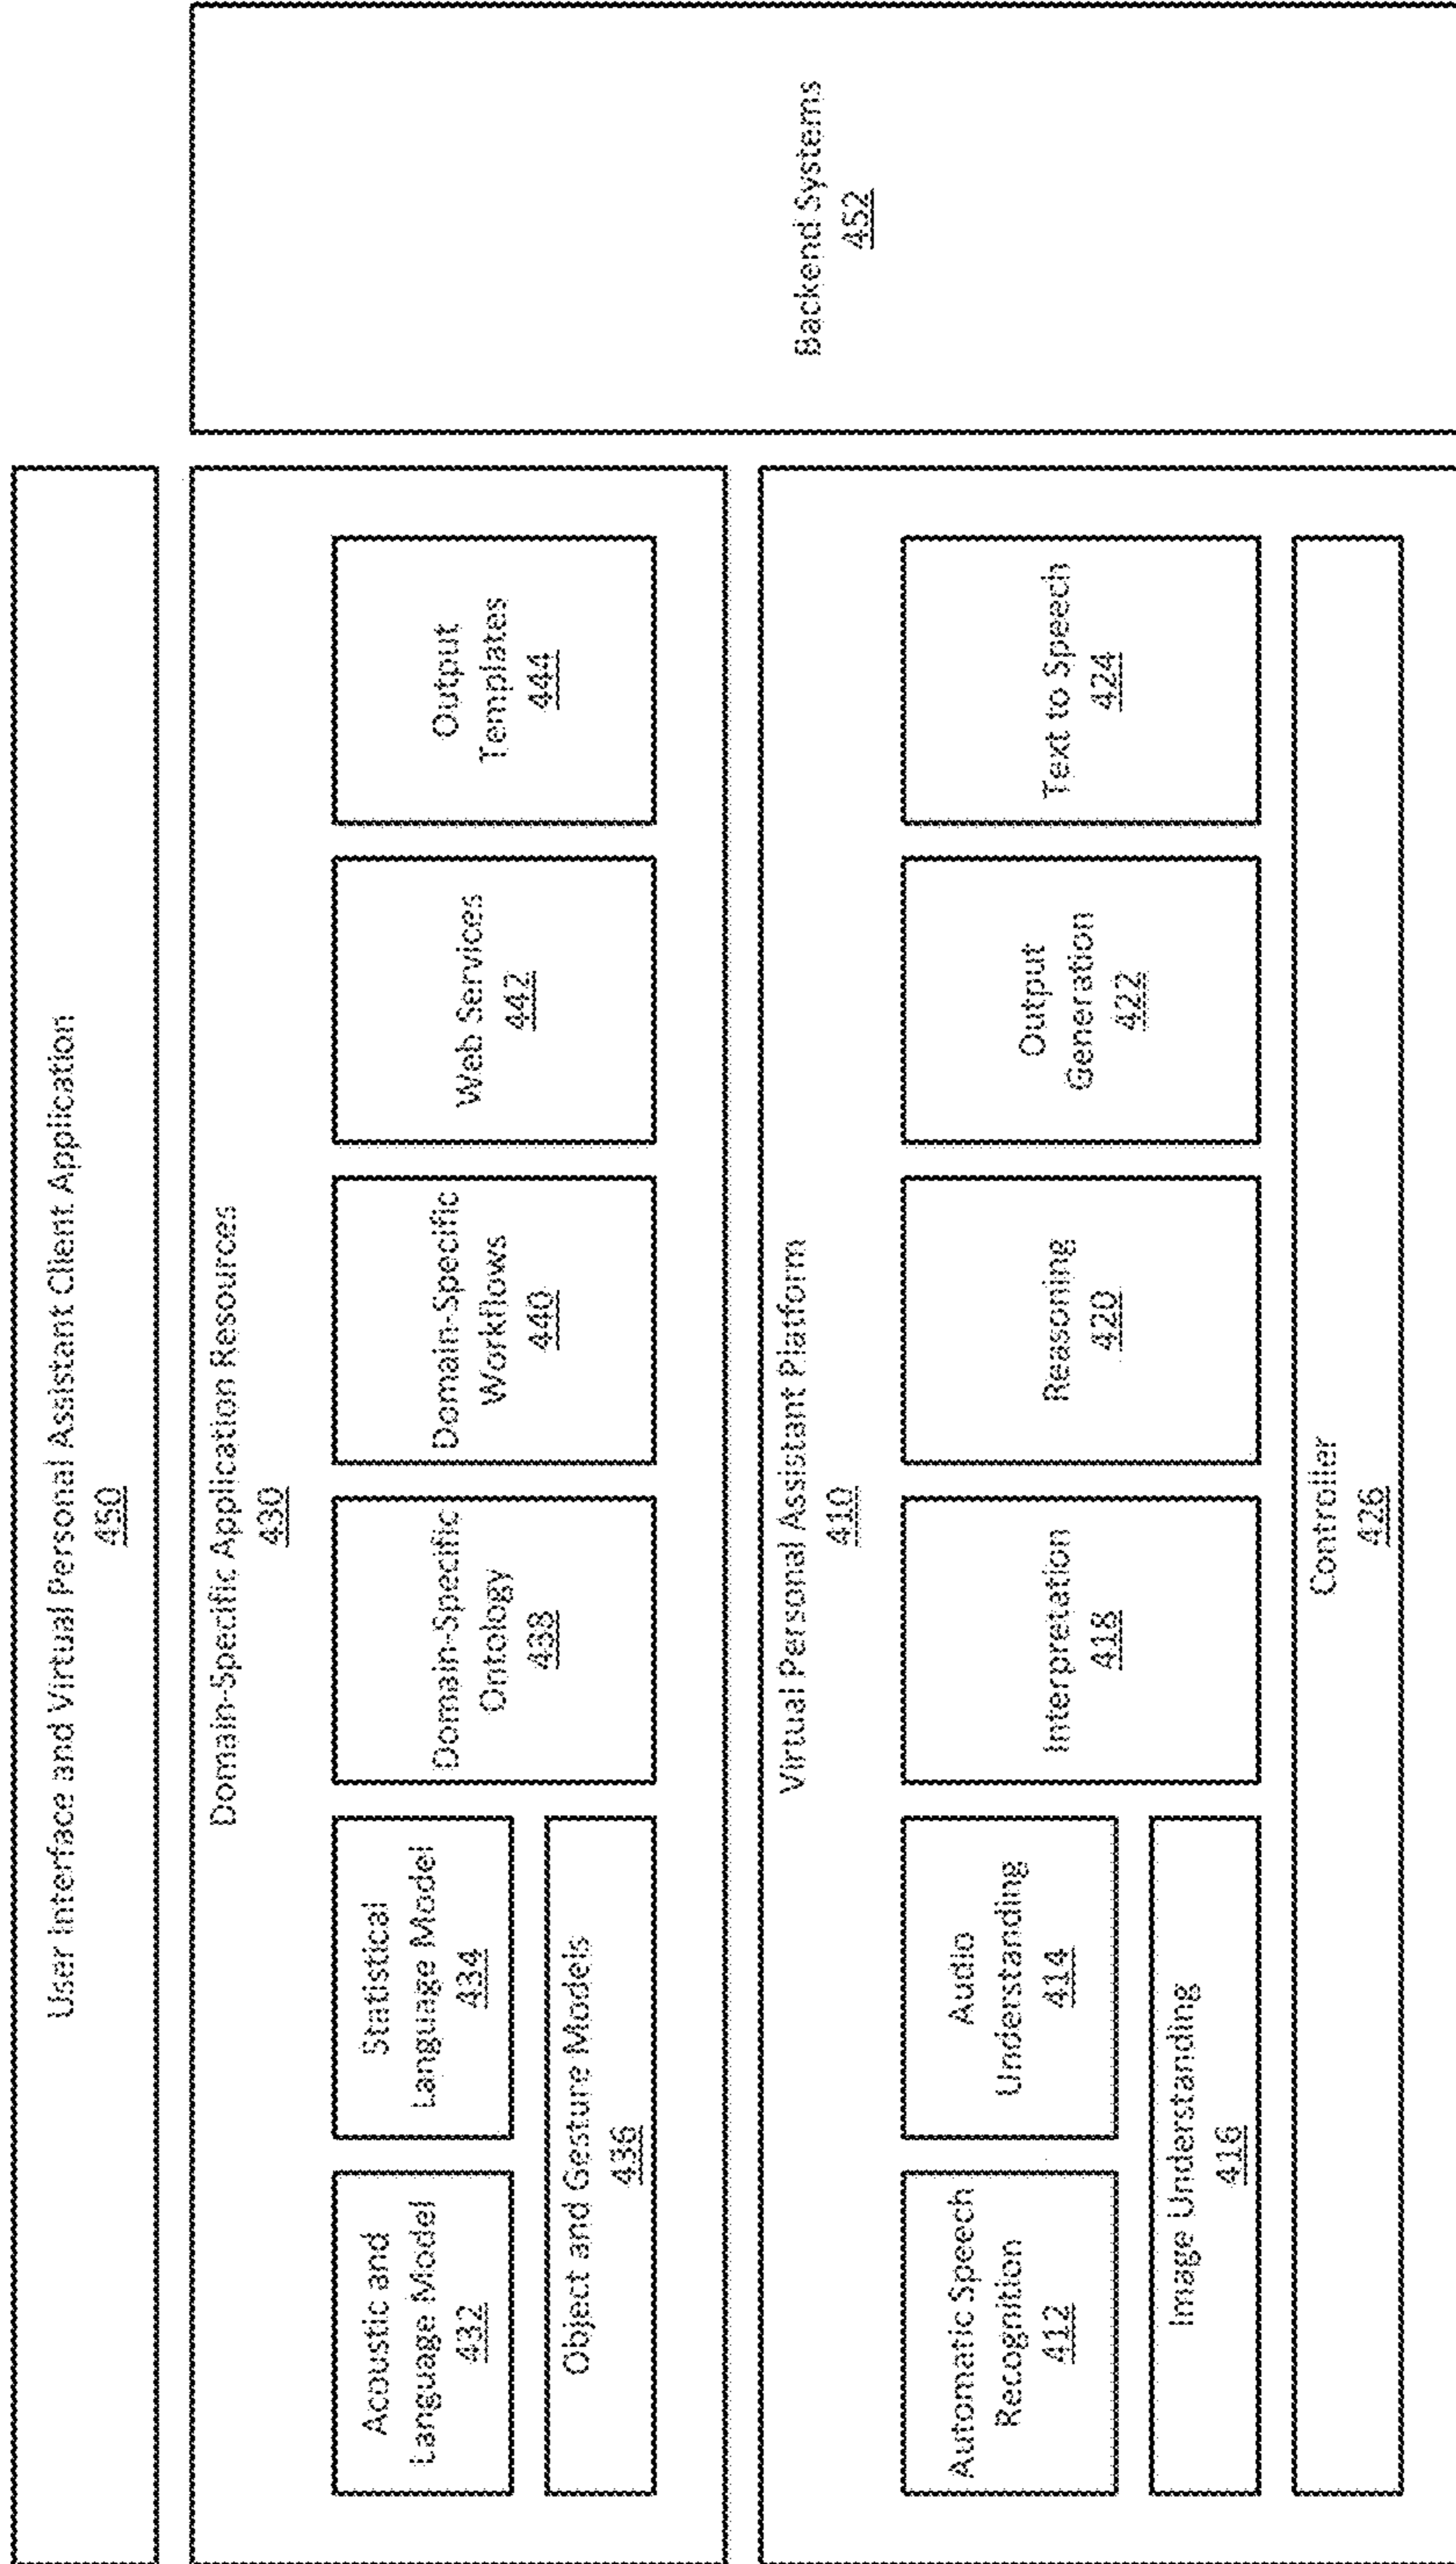 User Interface and Virtual Personal Assistant Client Application
450
Domain-Specific Application Resources
430
Acoustic and
Language Model
432
Statistical
Language Model
434
Object and Gesture Models
436
Domain-Specific
Ontology
438
Domain-Specific
Workflows
440
Web Services
442
Output
Templates
444
Virtual Personal Assistant Platform
410
Automatic Speech
Recognition
412
Audio
Understanding
414
Image Understanding
416
Interpretation
418
Reasoning
420
Output
Generation
422
Text to Speech
424
Controller
426
Backend Systems
452